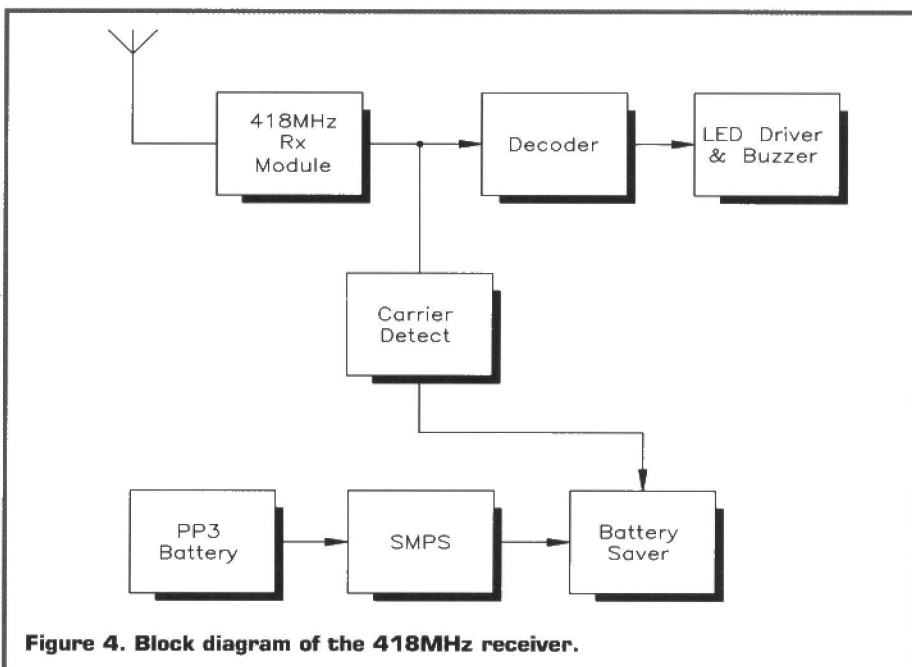 418MHz
Rx
Module
Decoder
LED Driver
& Buzzer
Carrier
Detect
PP3
Battery
SMPS
Battery
Saver
Figure 4. Block diagram of the 418MHz receiver.